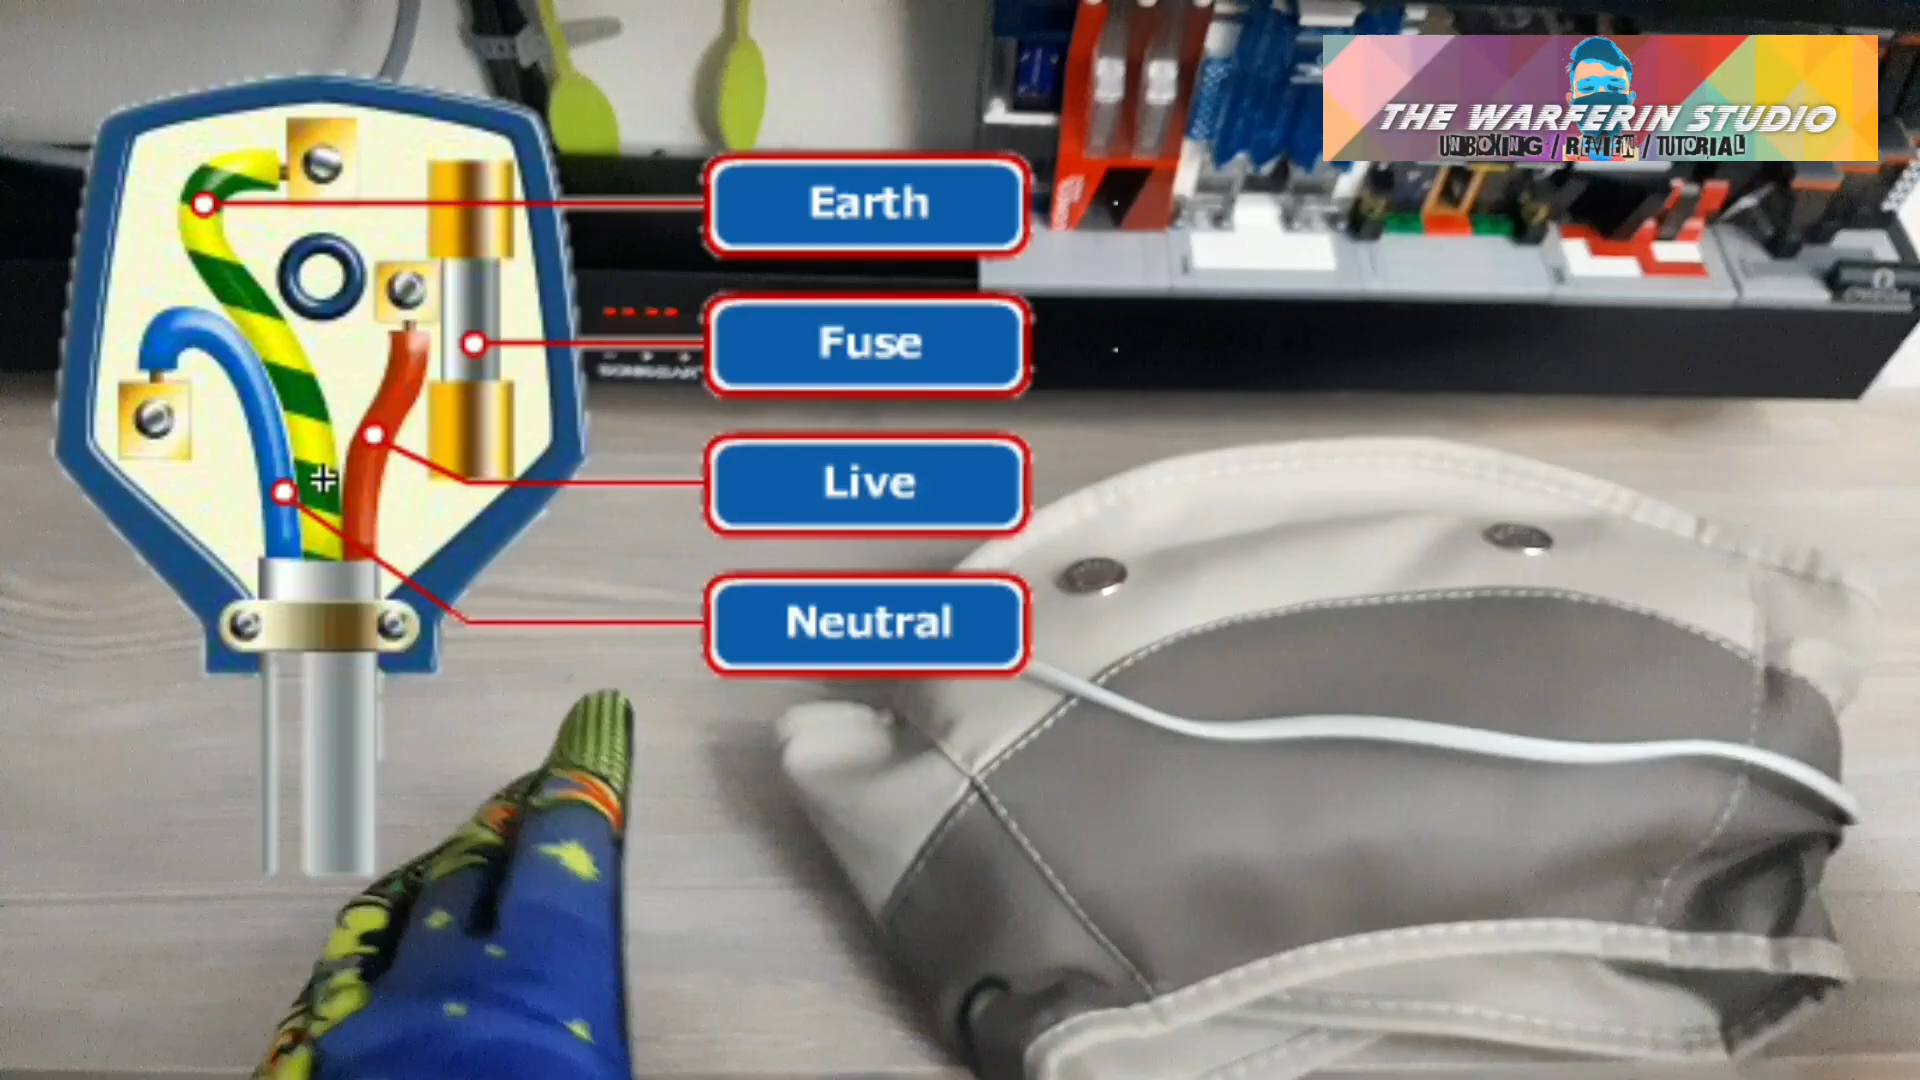 THE WARFERIN STUDIO
UNBOXING / REVIEW / TUTORIAL
Earth
Fuse
Live
Neutral